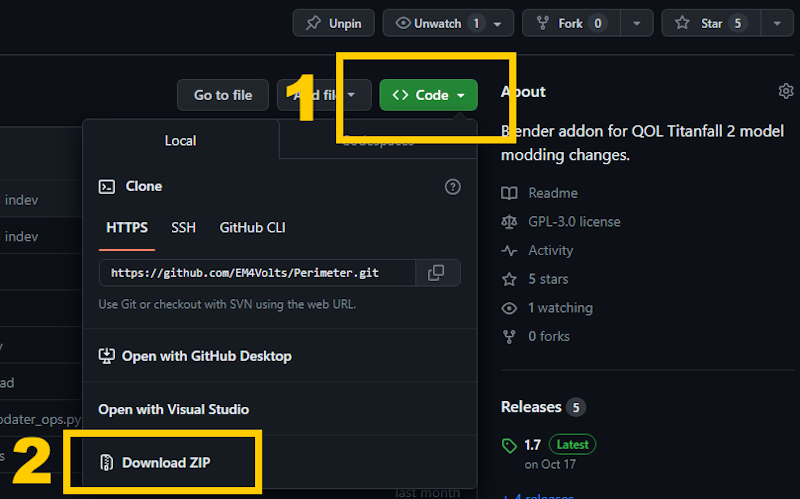 Unpin
Unwatch 1
Fork 0
Star 5
1
Go to file
Add file
Code
About
Blender addon for QOL Titanfall 2 model
modding changes.
Readme
GPL-3.0 license
Activity
5 stars
1 watching
0 forks
Releases 5
1.7 Latest
on Oct 17
+ 4 releases
Local
Codespaces
indev
indev
Clone
HTTPS SSH GitHub CLI
https://github.com/EM4Volts/Perimeter.git
Use Git or checkout with SVN using the web URL.
Open with GitHub Desktop
Open with Visual Studio
2
Download ZIP
last month